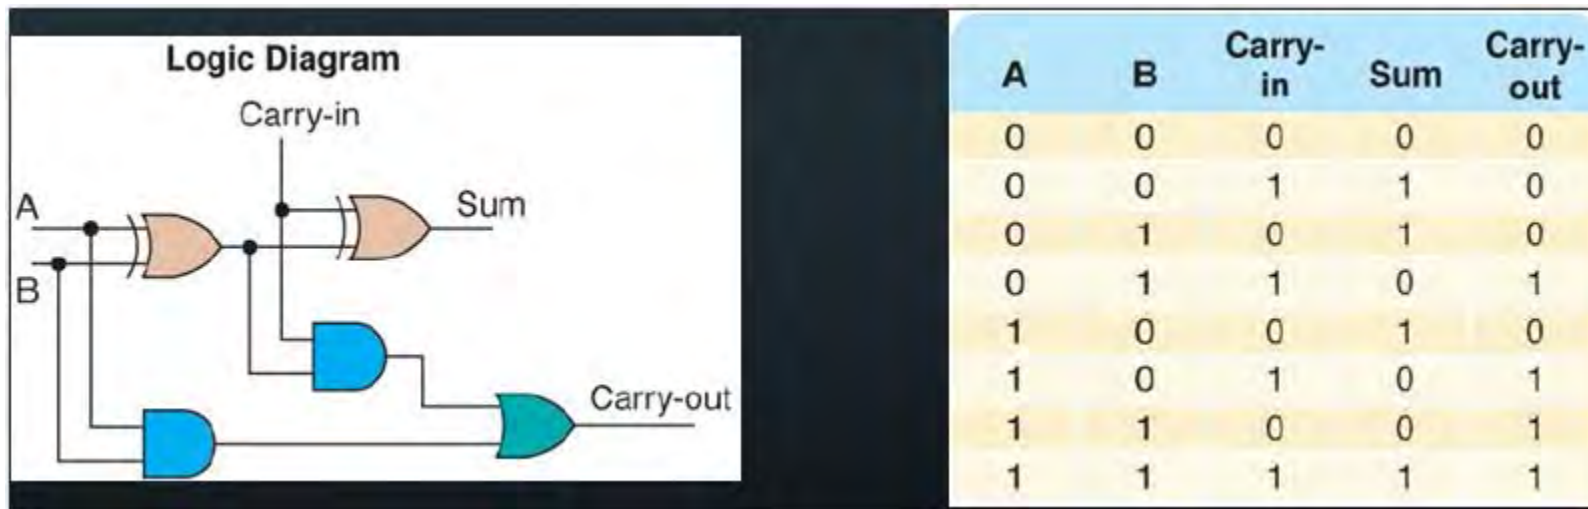 Logic Diagram
Carry-in
A
Sum
B
Carry-out
A B Carry-in Sum Carry-out
0 0 0 0 0
0 0 1 1 0
0 1 0 1 0
0 1 1 0 1
1 0 0 1 0
1 0 1 0 1
1 1 0 0 1
1 1 1 1 1